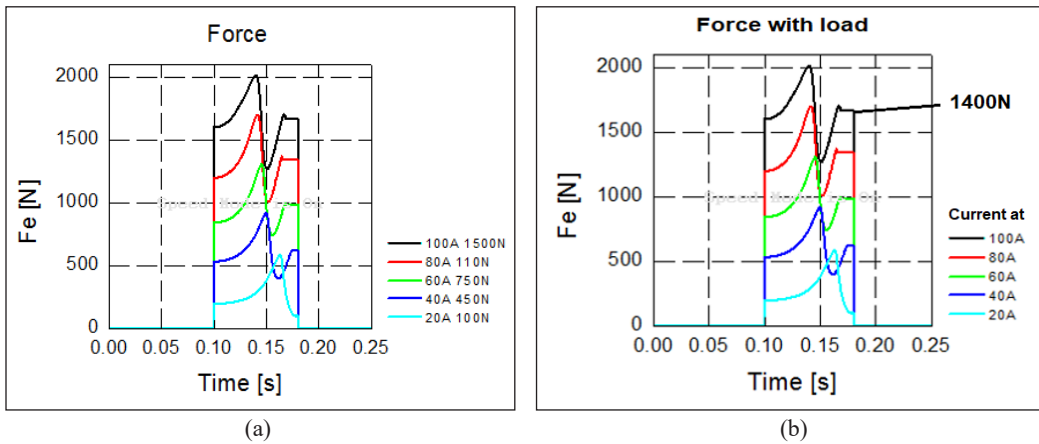 Force
Fe [N]
2000
1500
1000
500
0
0.00 0.05 0.10 0.15 0.20 0.25
Time [s]
100A 1500N
80A 110N
60A 750N
40A 450N
20A 100N
(a)
Force with load
Fe [N]
2000
1500
1000
500
0
0.00 0.05 0.10 0.15 0.20 0.25
Time [s]
1400N
Current at
100A
80A
60A
40A
20A
(b)